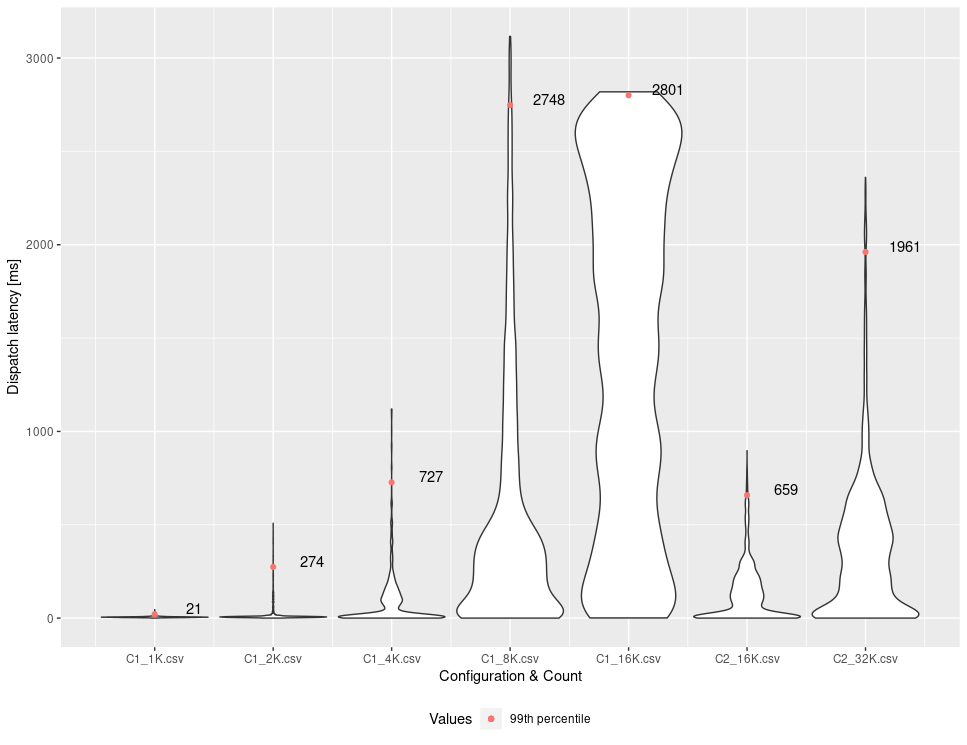 3000
2000
1000
0
Dispatch latency [ms]
21
274
727
2748
2801
659
1961
C1_1K.csv
C1_2K.csv
C1_4K.csv
C1_8K.csv
C1_16K.csv
C2_16K.csv
C2_32K.csv
Configuration & Count
Values
99th percentile